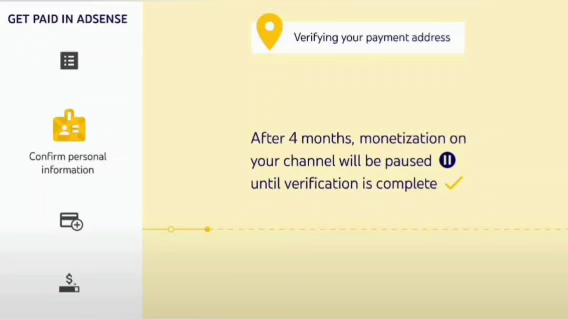 GET PAID IN ADSENSE
Verifying your payment address
After 4 months, monetization on
your channel will be paused
until verification is complete
Confirm personal
information
$